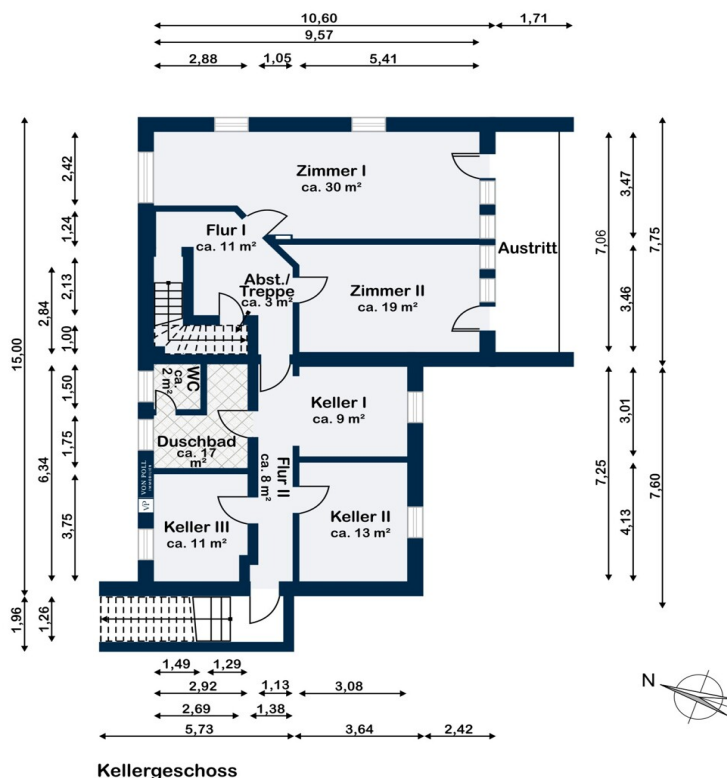 10,60
1,71
9,57
2,88
1,05
5,41
15,00
2,42
1,24
2,13
2,84
1,00
1,50
6,34
1,75
3,75
1,96
1,26
Zimmer I
ca. 30 m²
Flur I
ca. 11 m²
Abst./
Treppe
ca. 3 m²
Zimmer II
ca. 19 m²
Austritt
3,47
7,06
7,75
3,46
WC
ca.
2 m²
Keller I
ca. 9 m²
Duschbad
ca. 17
m²
Flur II
ca. 8 m²
VON POLL
IMMOBILIEN
VP
Keller III
ca. 11 m²
Keller II
ca. 13 m²
3,01
7,25
7,60
4,13
1,49
1,29
2,92
1,13
3,08
2,69
1,38
5,73
3,64
2,42
N
Kellergeschoss